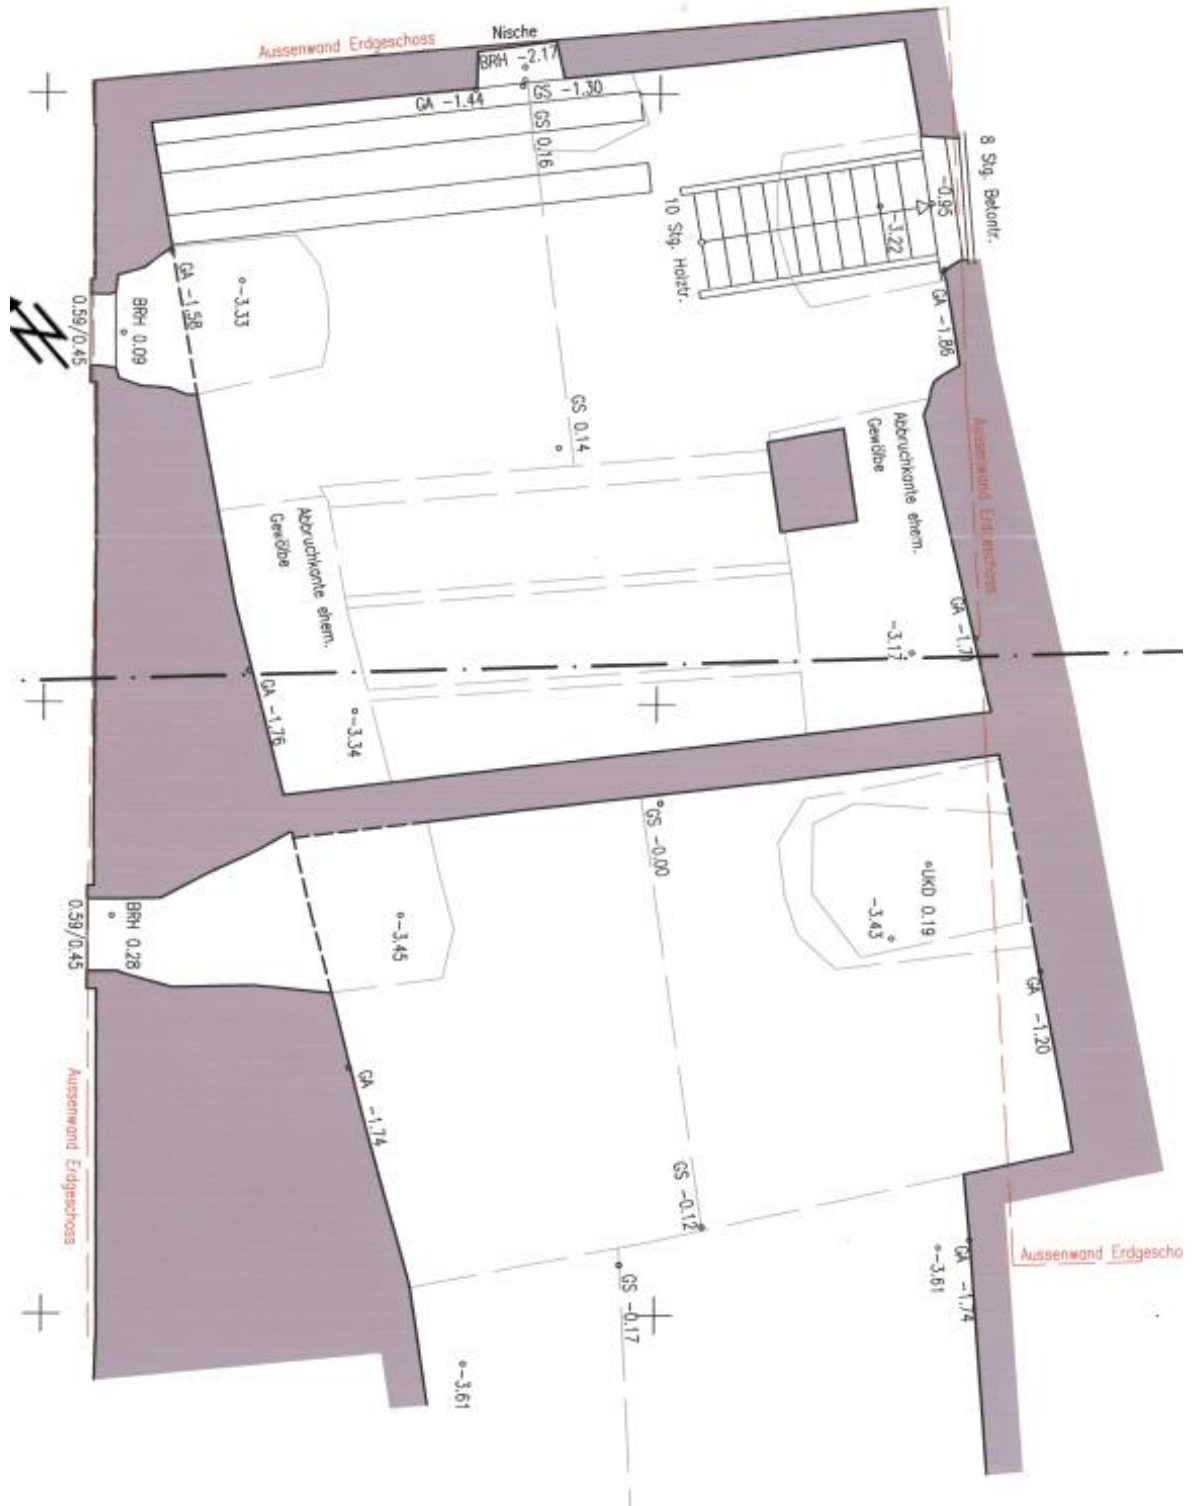 Aussenwand Erdgeschoss
Nische
BRH -2.17
GA -1.44
GS -1.30
GS 0.16
8 Stg. Betontr.
-0.95
-3.22
10 Stg. Holztr.
GA -1.58
-3.33
BRH 0.09
0.59/0.45
GA -1.86
GS 0.14
Abbruchkante ehem.
Gewölbe
Aussenwand Erdgeschoss
Abbruchkante ehem.
Gewölbe
GA -1.71
-3.17
GA -1.76
-3.34
GS -0.00
UKD 0.19
-3.43
BRH 0.28
0.59/0.45
-3.45
GA -1.20
GA -1.74
Aussenwand Erdgeschoss
GS -0.12
GS -0.17
GA -1.74
-3.61
Aussenwand Erdgescho
-3.61